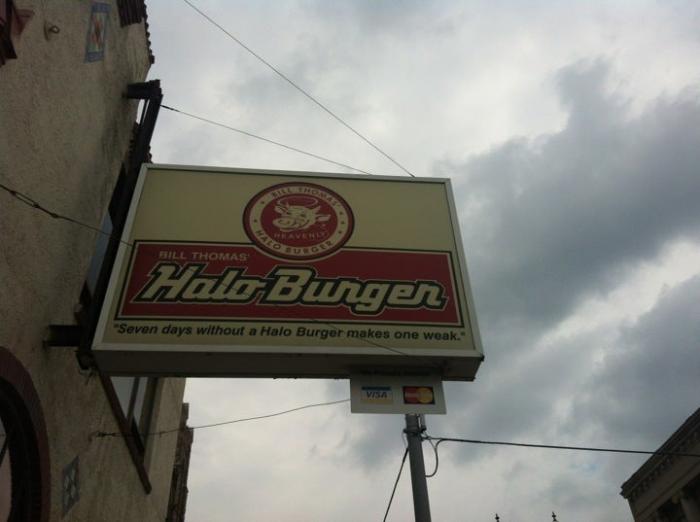 BILL THOMAS'
HEAVENLY
HALO BURGER
BILL THOMAS'
Halo Burger
"Seven days without a Halo Burger makes one weak."
VISA